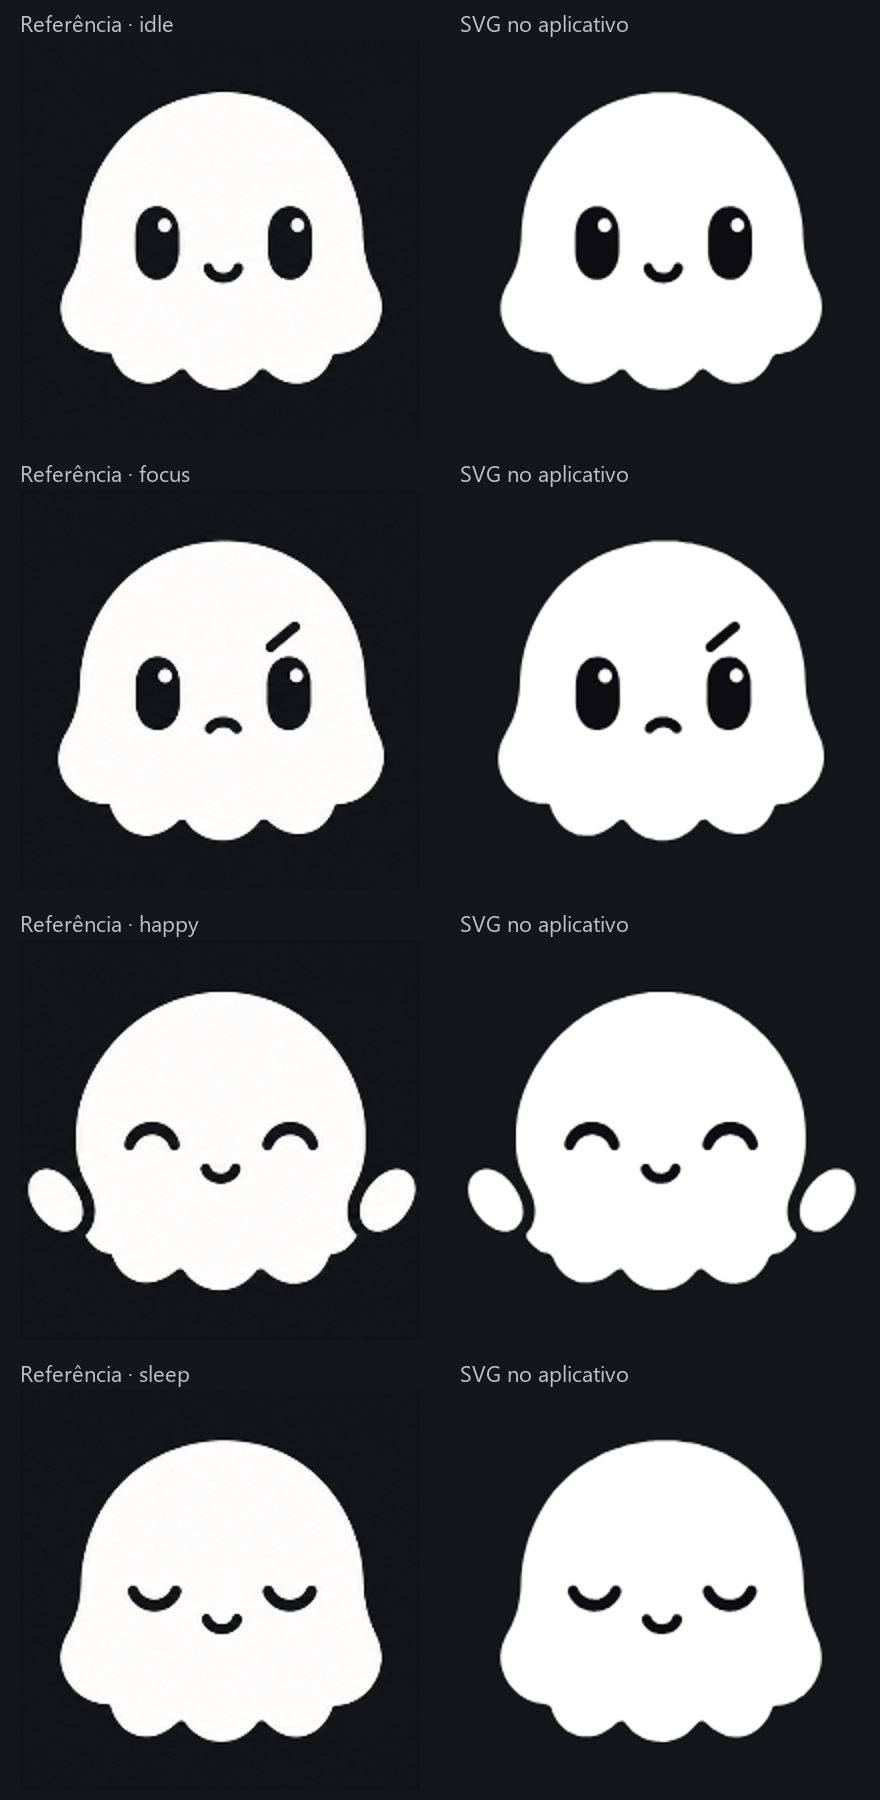 Referência · idle
SVG no aplicativo
Referência · focus
SVG no aplicativo
Referência · happy
SVG no aplicativo
Referência · sleep
SVG no aplicativo